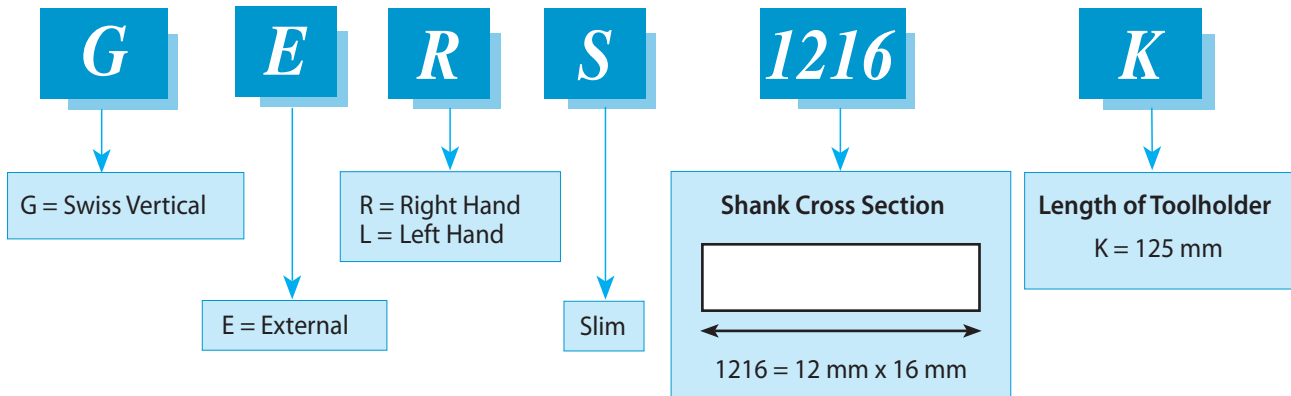 G E R S 1216 K
G = Swiss Vertical
E = External
R = Right Hand
L = Left Hand
Slim
Shank Cross Section
1216 = 12 mm x 16 mm
Length of Toolholder
K = 125 mm